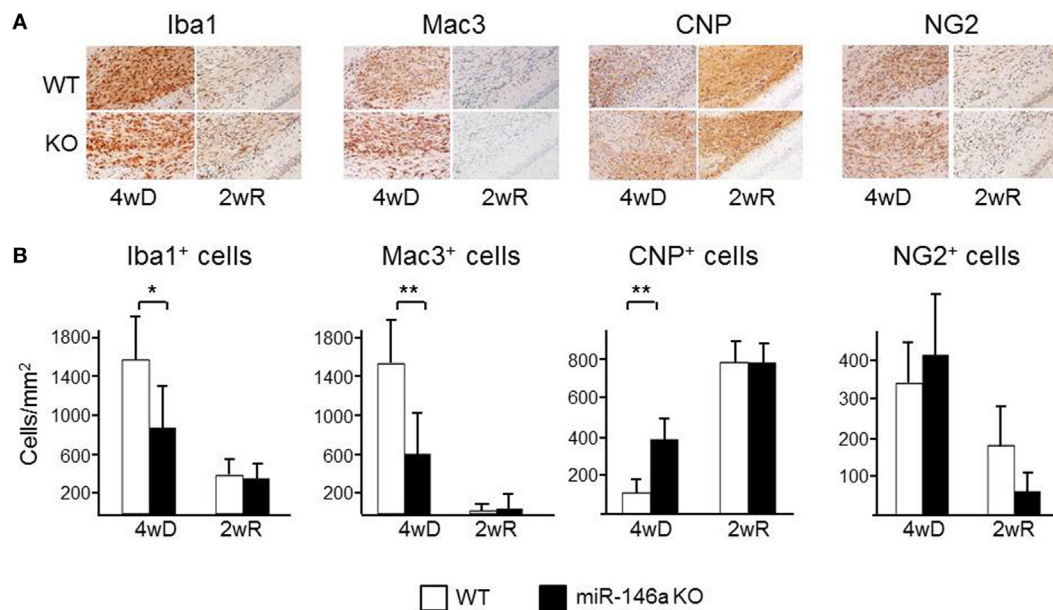 A
Iba1 Mac3 CNP NG2
WT
KO
4wD 2wR 4wD 2wR 4wD 2wR 4wD 2wR
B
Iba1+ cells Mac3+ cells CNP+ cells NG2+ cells
* ** **
Cells/mm²
1800 1800 800 400
1400 1400 600 300
1000 1000 400 200
600 600 200 100
200 200
4wD 2wR 4wD 2wR 4wD 2wR 4wD 2wR
WT miR-146a KO